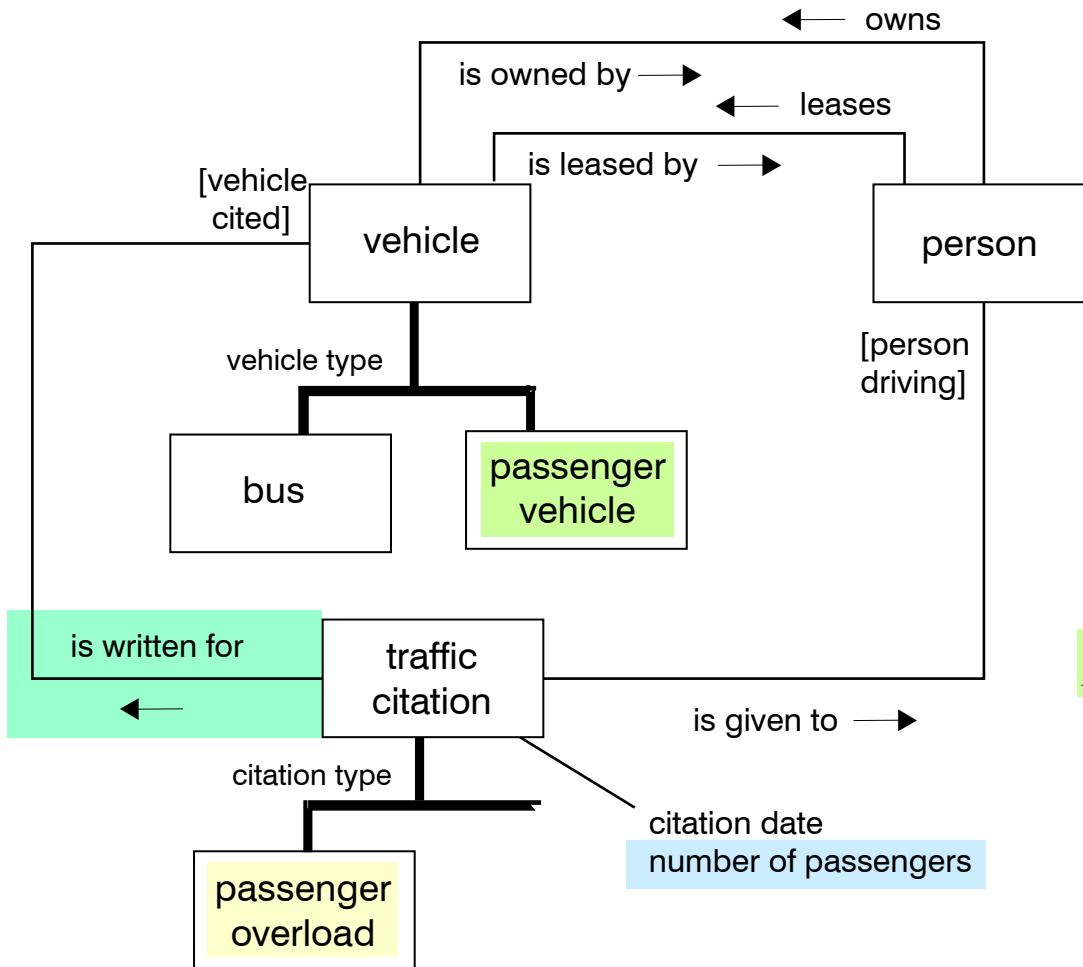 owns
is owned by
leases
is leased by
[vehicle
cited]
vehicle
person
vehicle type
[person
driving]
bus
passenger
vehicle
is written for
traffic
citation
is given to
citation type
citation date
number of passengers
passenger
overload